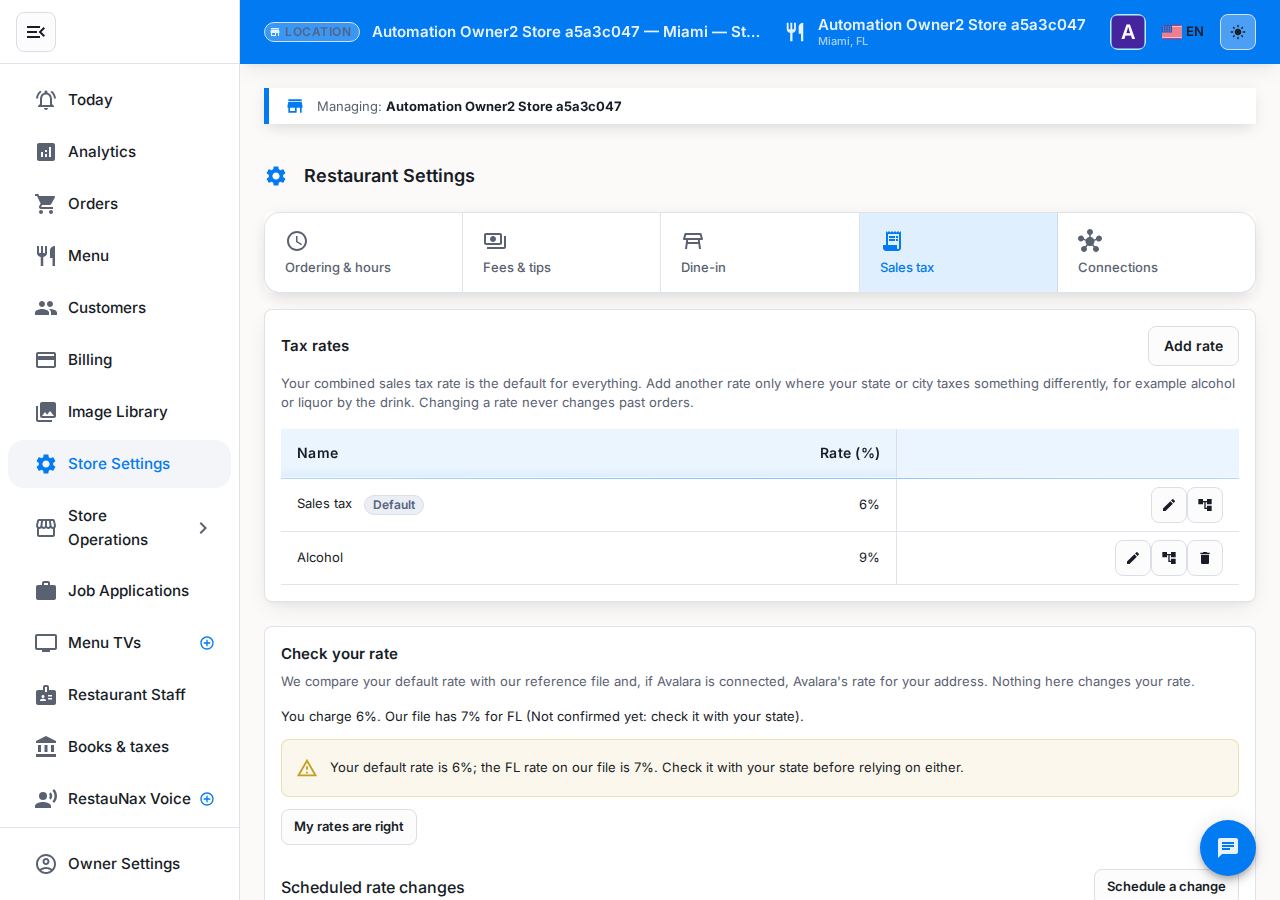 LOCATION
Automation Owner2 Store a5a3c047 — Miami — St...
Automation Owner2 Store a5a3c047
Miami, FL
A
EN
Today
Analytics
Orders
Menu
Customers
Billing
Image Library
Store Settings
Store
Operations
Job Applications
Menu TVs
Restaurant Staff
Books & taxes
RestauNax Voice
Owner Settings
Managing: Automation Owner2 Store a5a3c047
Restaurant Settings
Ordering & hours
Fees & tips
Dine-in
Sales tax
Connections
Tax rates
Add rate
Your combined sales tax rate is the default for everything. Add another rate only where your state or city taxes something differently, for example alcohol
or liquor by the drink. Changing a rate never changes past orders.
Name
Rate (%)
Sales tax
Default
6%
Alcohol
9%
Check your rate
We compare your default rate with our reference file and, if Avalara is connected, Avalara's rate for your address. Nothing here changes your rate.
You charge 6%. Our file has 7% for FL (Not confirmed yet: check it with your state).
Your default rate is 6%; the FL rate on our file is 7%. Check it with your state before relying on either.
My rates are right
Scheduled rate changes
Schedule a change